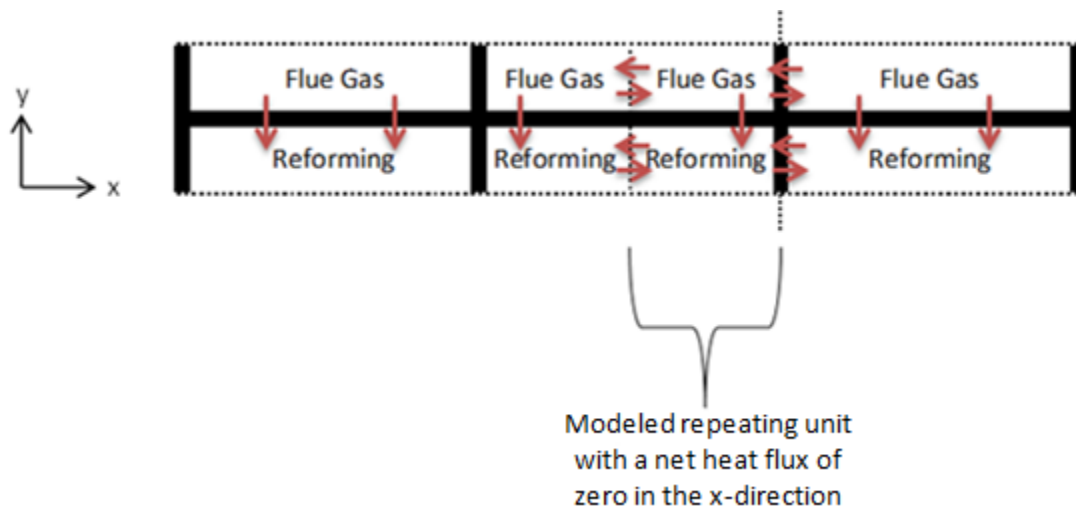 Flue Gas Flue Gas Flue Gas Flue Gas
y
Reforming Reforming Reforming Reforming
x
Modeled repeating unit
with a net heat flux of
zero in the x-direction